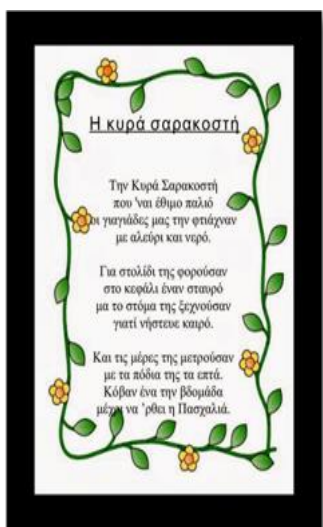 Η κυρά σαρακοστή
Την Κυρά Σαρακοστή
που 'ναι έθιμο παλιό
οι γιαγιάδες μας την φτιάχναν
με αλεύρι και νερό.
Για στολίδι της φορούσαν
στο κεφάλι έναν σταυρό
μα το στόμα της ξεχνούσαν
γιατί νήστευε καιρό.
Και τις μέρες της μετρούσαν
με τα πόδια της τα επτά.
Κόβαν ένα την βδομάδα
μέχρι να 'ρθει η Πασχαλιά.